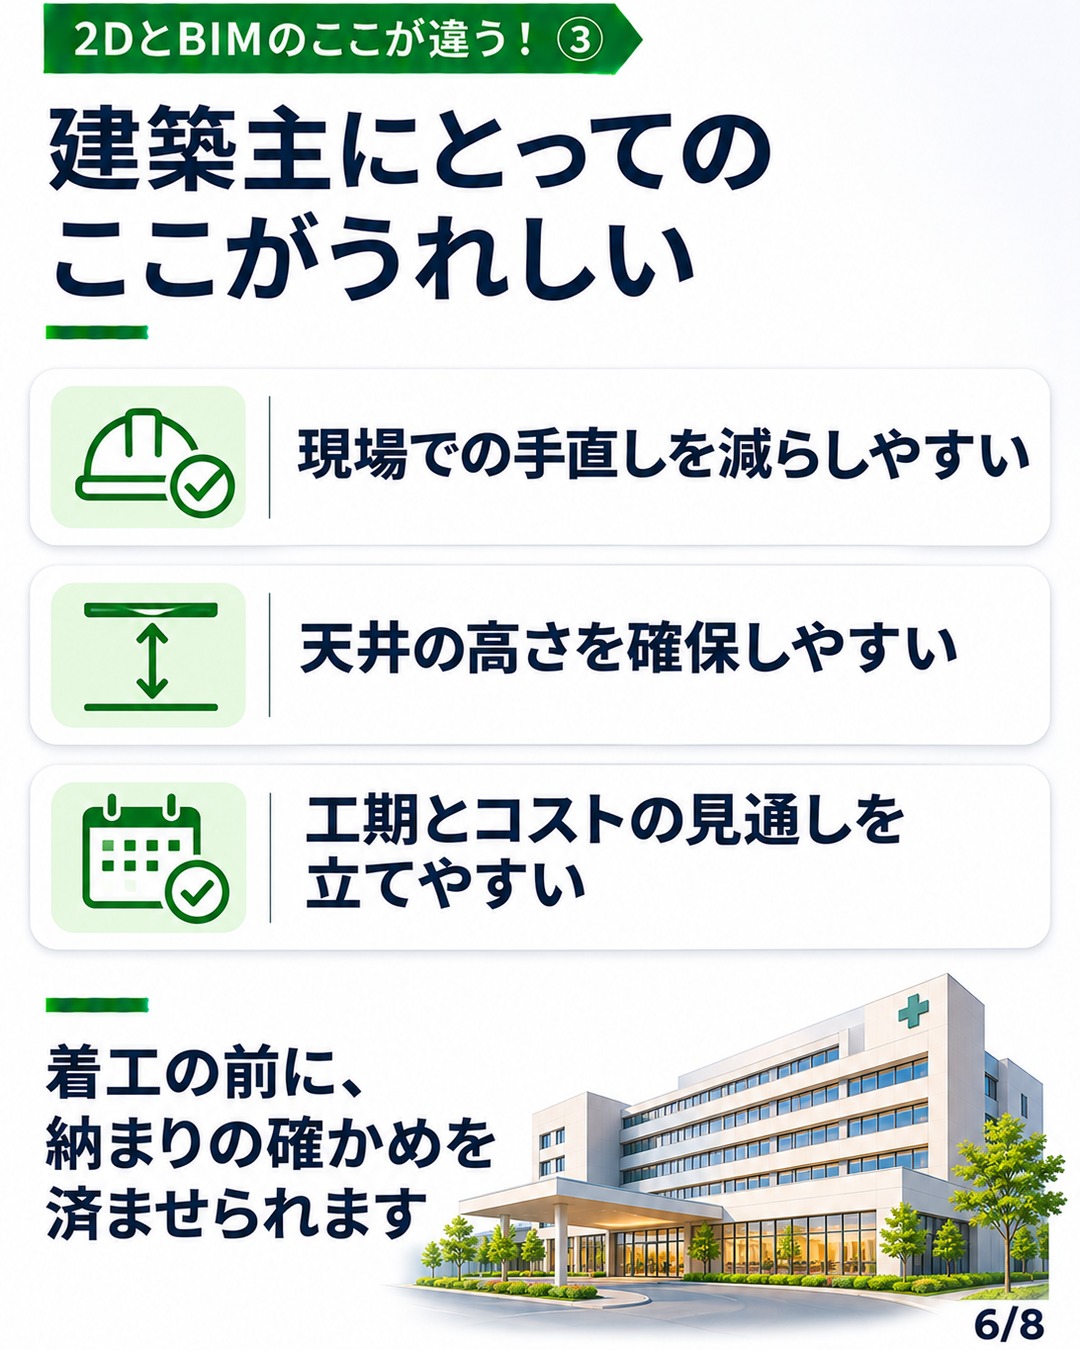 2DとBIMのここが違う！③
建築主にとっての
ここがうれしい
現場での手直しを減らしやすい
天井の高さを確保しやすい
工期とコストの見通しを
立てやすい
着工の前に、
納まりの確かめを
済ませられます
6/8